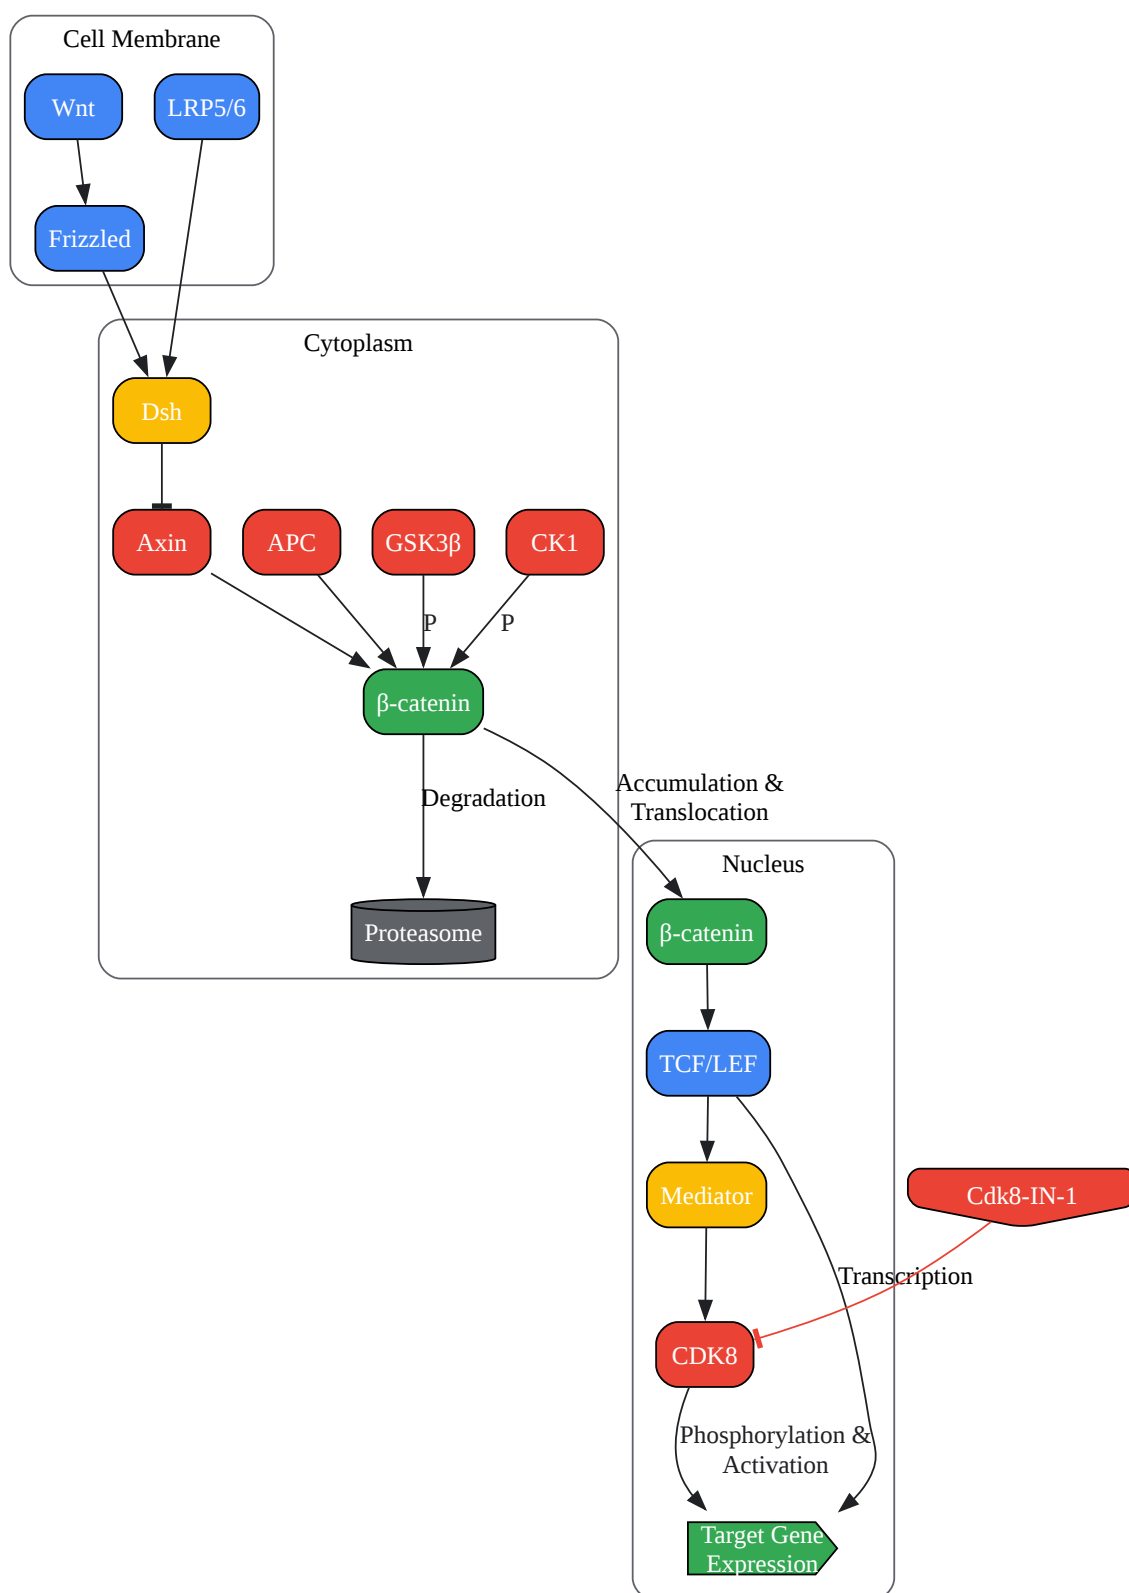 Cell Membrane
Wnt
LRP5/6
Frizzled
Cytoplasm
Dsh
Axin
APC
GSK3β
CK1
P
P
β-catenin
Degradation
Accumulation &
Translocation
Proteasome
Nucleus
β-catenin
TCF/LEF
Mediator
Cdk8-IN-1
Transcription
CDK8
Phosphorylation &
Activation
Target Gene
Expression